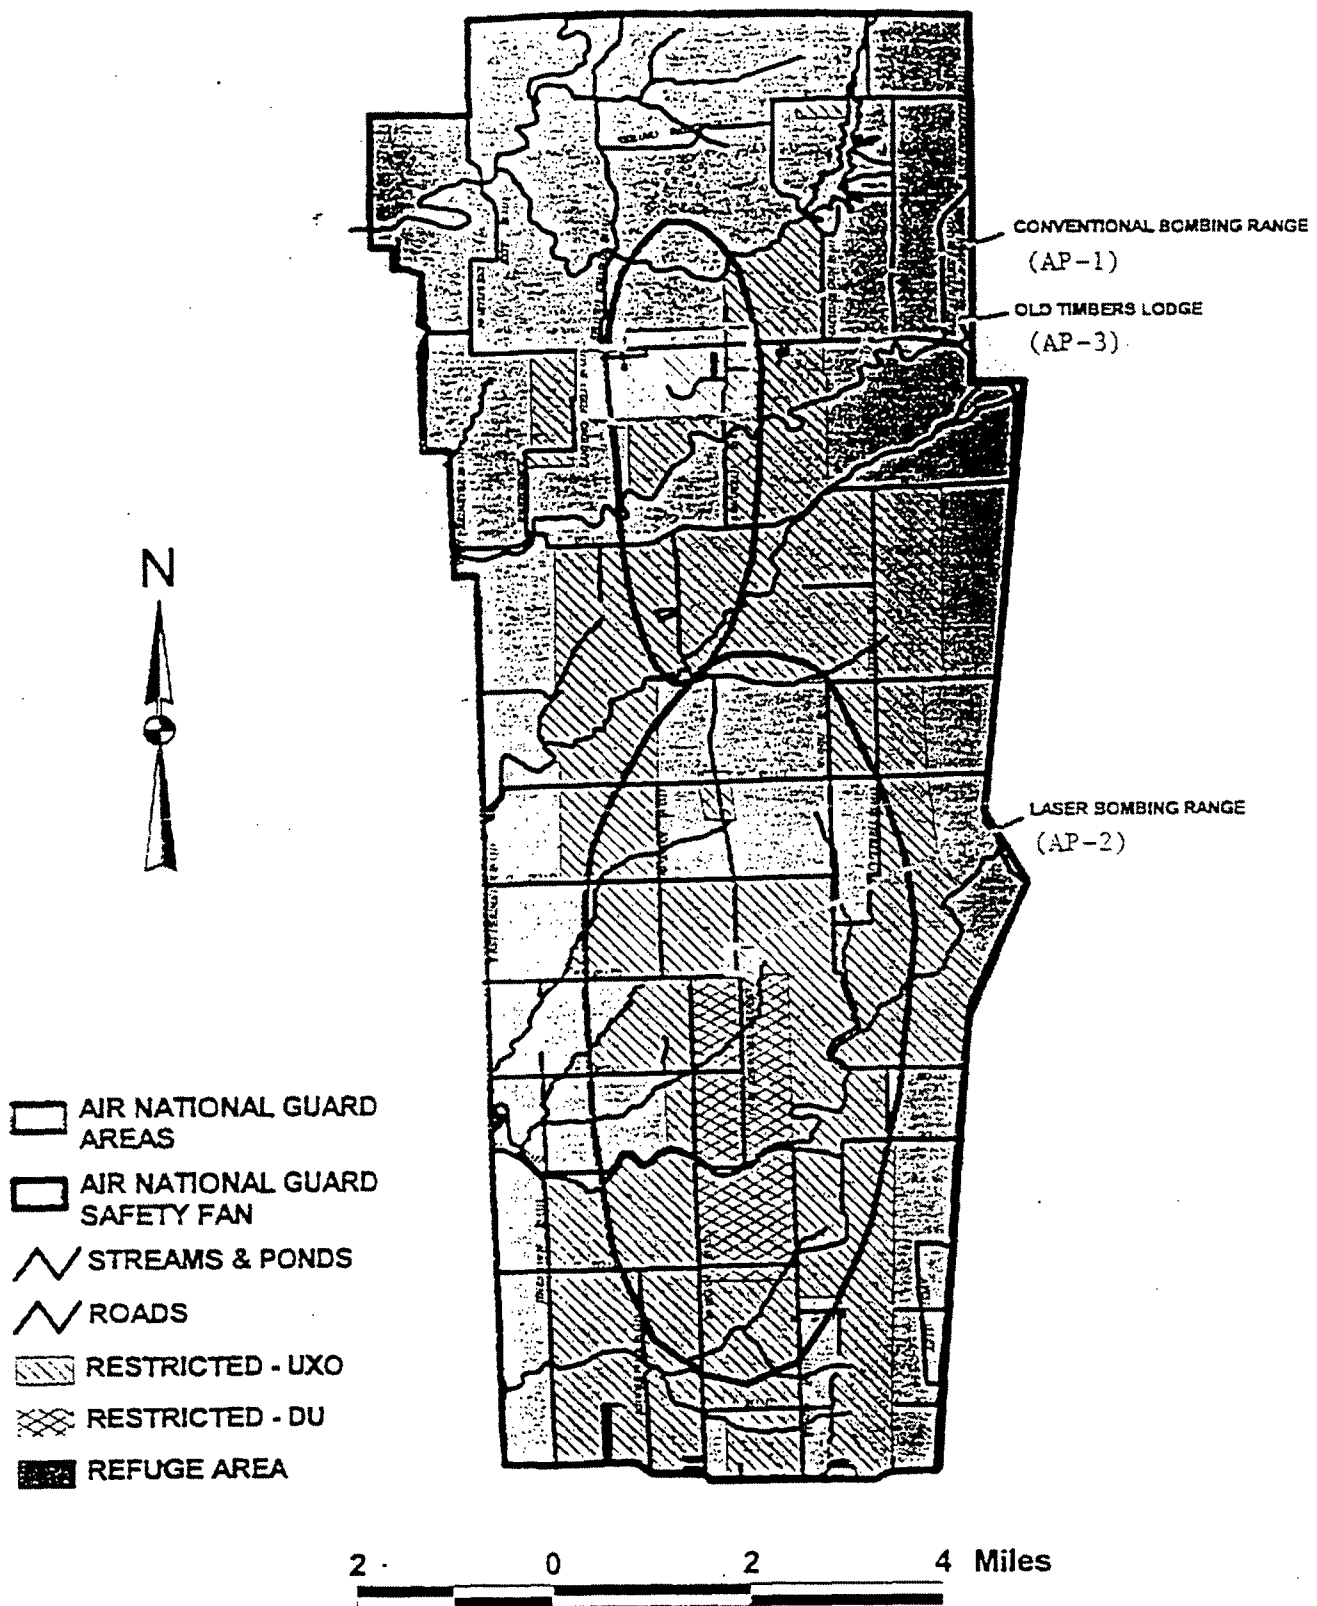 CONVENTIONAL BOMBING RANGE
(AP-1)
OLD TIMBERS LODGE
(AP-3)
N
LASER BOMBING RANGE
(AP-2)
AIR NATIONAL GUARD
AREAS
AIR NATIONAL GUARD
SAFETY FAN
STREAMS & PONDS
ROADS
RESTRICTED - UXO
RESTRICTED - DU
REFUGE AREA
2 0 2 4 Miles